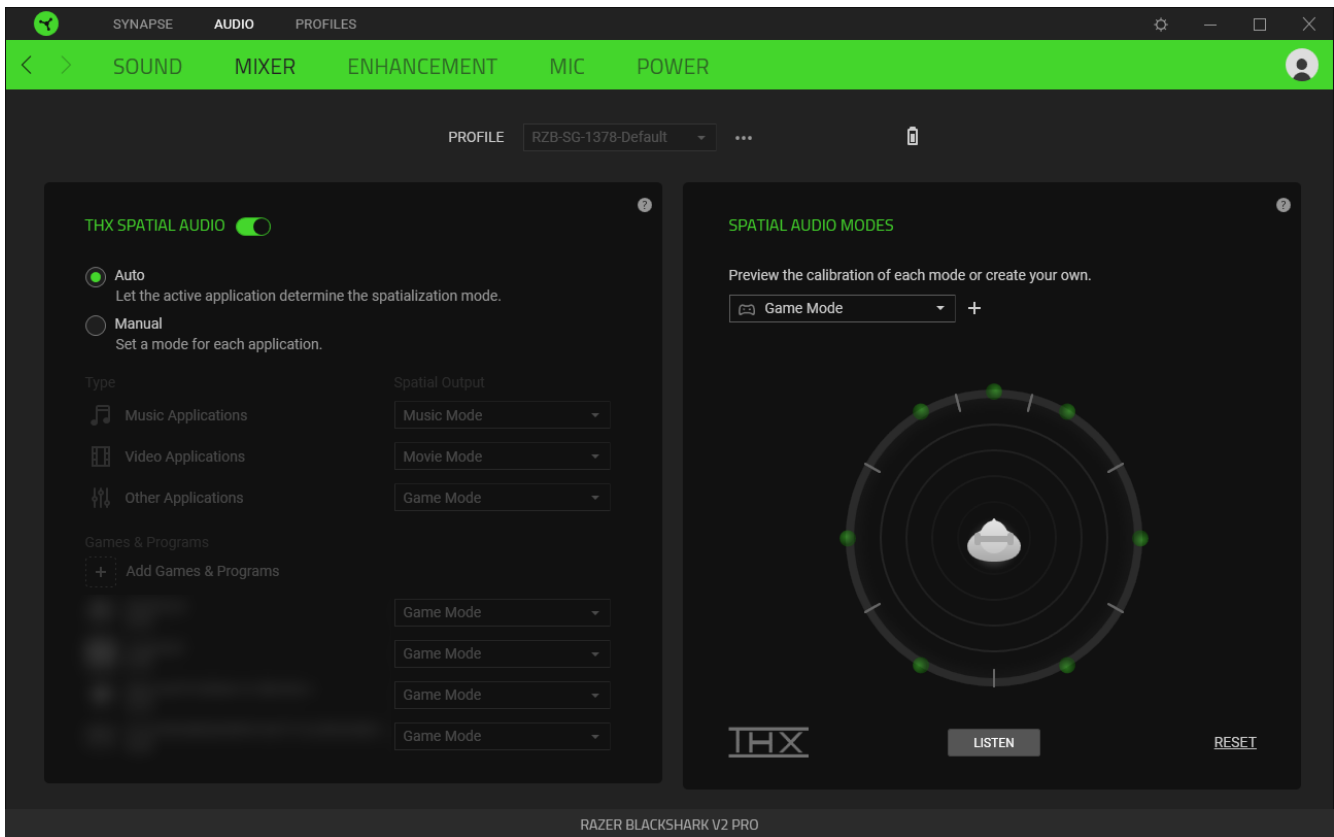 SYNAPSE AUDIO PROFILES
SOUND MIXER ENHANCEMENT MIC POWER
PROFILE RZB-SG-1378-Default
THX SPATIAL AUDIO
Auto
Let the active application determine the spatialization mode.
Manual
Set a mode for each application.
Type Spatial Output
Music Applications Music Mode
Video Applications Movie Mode
Other Applications Game Mode
Games & Programs
+ Add Games & Programs
Game Mode
Game Mode
Game Mode
Game Mode
?
SPATIAL AUDIO MODES
?
Preview the calibration of each mode or create your own.
Game Mode +
THX LISTEN RESET
RAZER BLACKSHARK V2 PRO